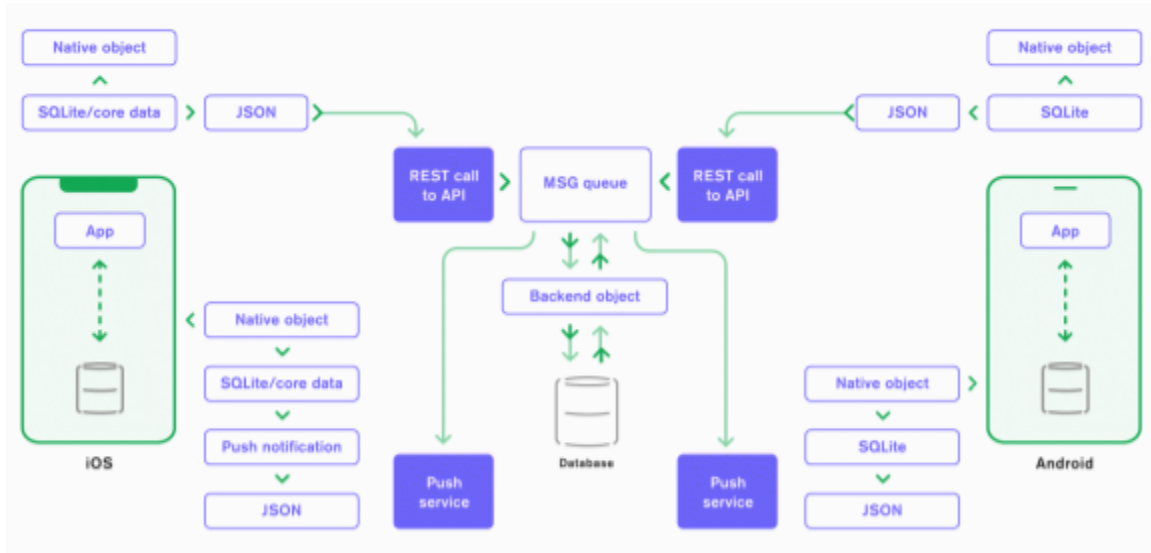 Native object
Native object
SQLite/core data
JSON
JSON
SQLite
REST call
to API
MSG queue
REST call
to API
App
App
Backend object
Native object
SQLite/core data
Push notification
JSON
Native object
SQLite
JSON
iOS
Database
Android
Push
service
Push
service